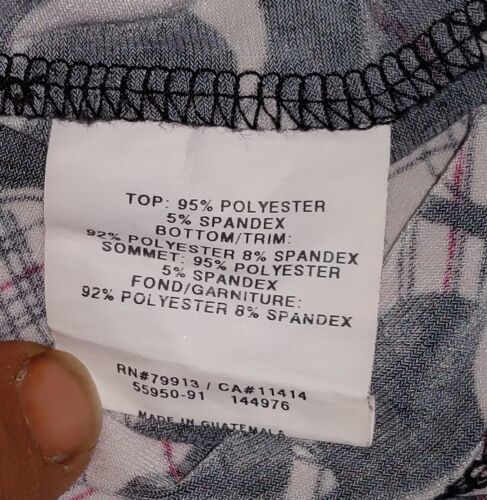 TOP: 95% POLYESTER
5% SPANDEX
BOTTOM/TRIM:
92% POLYESTER 8% SPANDEX
SOMMET: 95% POLYESTER
5% SPANDEX
FOND/GARNITURE:
92% POLYESTER 8% SPANDEX
RN#79913 / CA#11414
55950-91 144976
MADE IN GUATEMALA